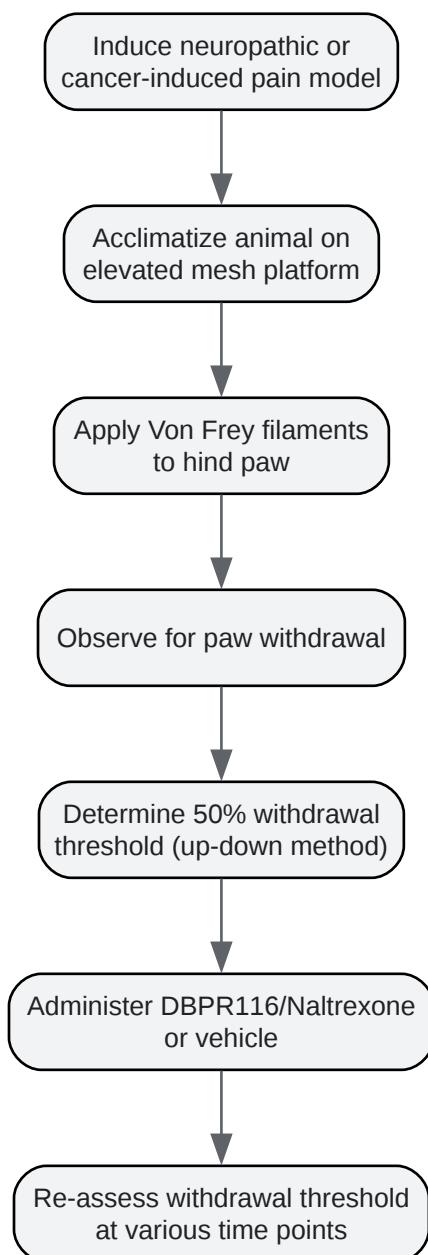 Induce neuropathic or
cancer-induced pain model
Acclimatize animal on
elevated mesh platform
Apply Von Frey filaments
to hind paw
Observe for paw withdrawal
Determine 50% withdrawal
threshold (up-down method)
Administer DBPR116/Naltrexone
or vehicle
Re-assess withdrawal threshold
at various time points